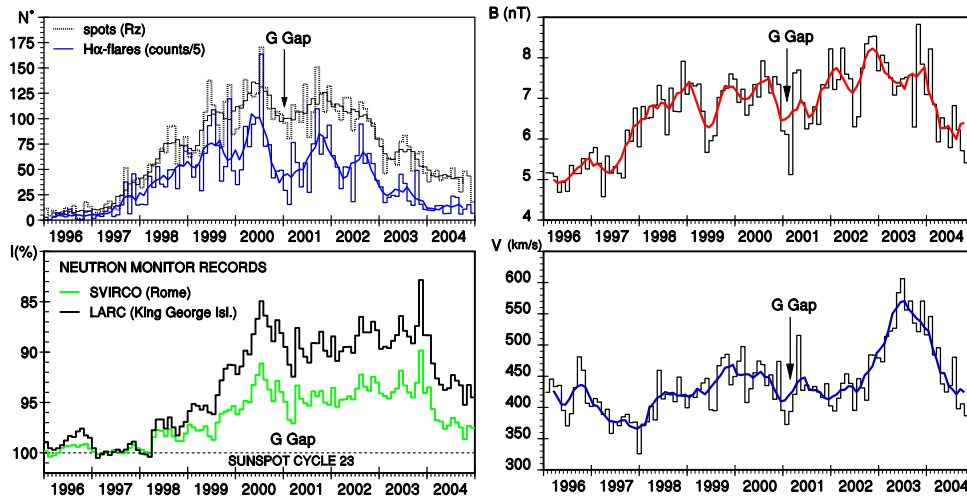 N°
175
150
125
100
75
50
25
0
spots (Rz)
Hα-flares (counts/5)
G Gap
1996 1997 1998 1999 2000 2001 2002 2003 2004
B (nT)
8
7
6
5
4
G Gap
1996 1997 1998 1999 2000 2001 2002 2003 2004
I(%)
85
90
95
100
NEUTRON MONITOR RECORDS
SVIRCO (Rome)
LARC (King George Isl.)
G Gap
SUNSPOT CYCLE 23
1996 1997 1998 1999 2000 2001 2002 2003 2004
V (km/s)
600
550
500
450
400
350
300
G Gap
1996 1997 1998 1999 2000 2001 2002 2003 2004